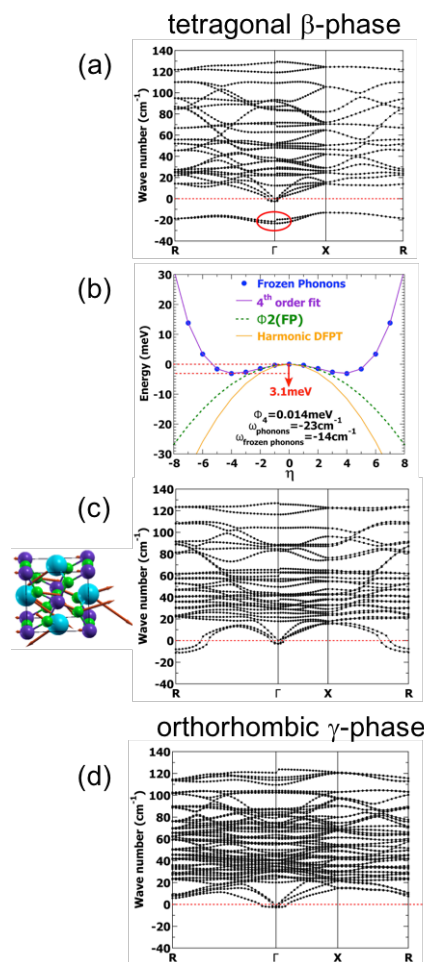 tetragonal β-phase
(a)
140
120
100
80
60
40
20
0
-20
-40
Wave number (cm⁻¹)
R Γ X R
(b)
30
20
10
0
-10
-20
-30
Energy (meV)
Frozen Phonons
4ᵗʰ order fit
Φ2(FP)
Harmonic DFPT
3.1meV
Φ₄=0.014meV
ωphonons=-23cm⁻¹
ωfrozen phonons=-14cm⁻¹
-8 -6 -4 -2 0 2 4 6 8
η
(c)
140
120
100
80
60
40
20
0
-20
-40
Wave number (cm⁻¹)
R Γ X R
orthorhombic γ-phase
(d)
140
120
100
80
60
40
20
0
-20
-40
Wave number (cm⁻¹)
R Γ X R